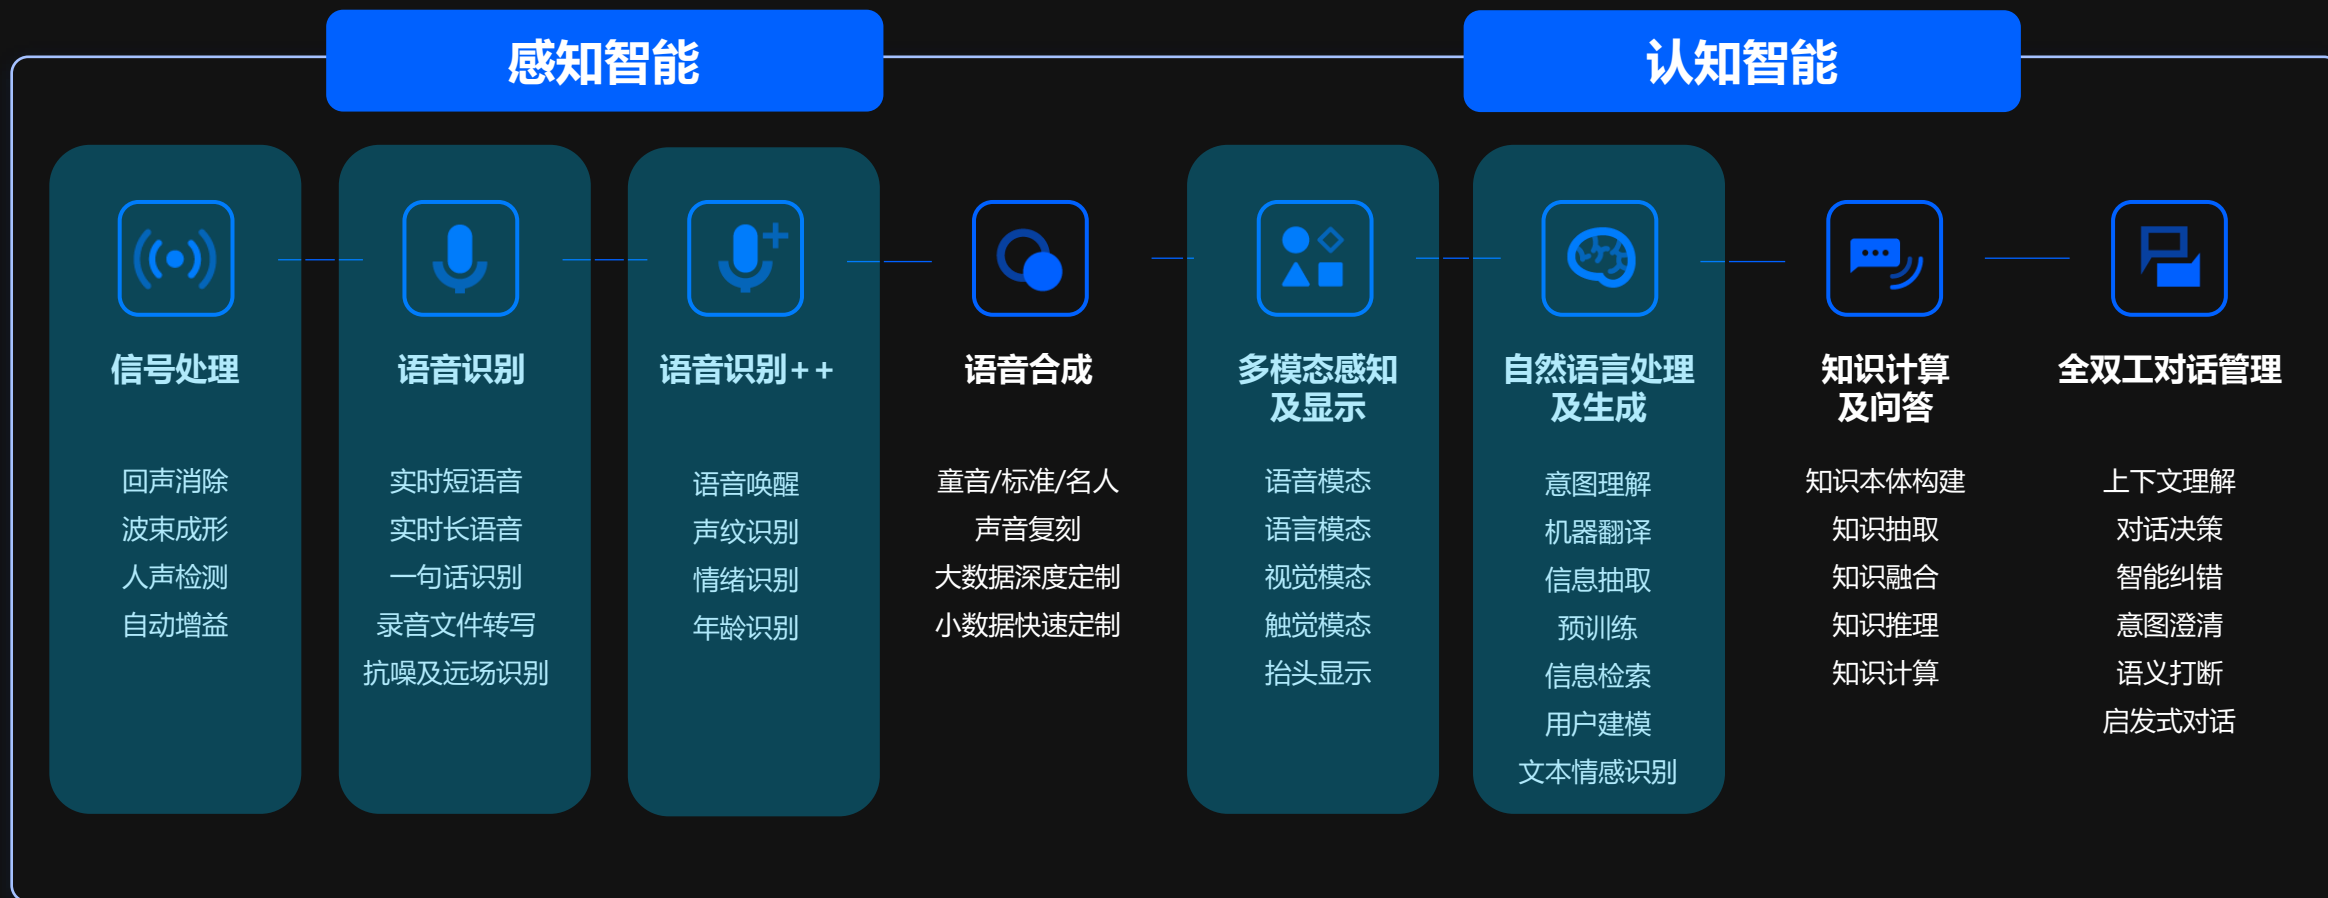 感知智能
认知智能
信号处理
回声消除
波束成形
人声检测
自动增益
语音识别
实时短语音
实时长语音
一句话识别
录音文件转写
抗噪及远场识别
语音识别++
语音唤醒
声纹识别
情绪识别
年龄识别
语音合成
童音/标准/名人
声音复刻
大数据深度定制
小数据快速定制
多模态感知
及显示
语音模态
语言模态
视觉模态
触觉模态
抬头显示
自然语言处理
及生成
意图理解
机器翻译
信息抽取
预训练
信息检索
用户建模
文本情感识别
知识计算
及问答
知识本体构建
知识抽取
知识融合
知识推理
知识计算
全双工对话管理
上下文理解
对话决策
智能纠错
意图澄清
语义打断
启发式对话